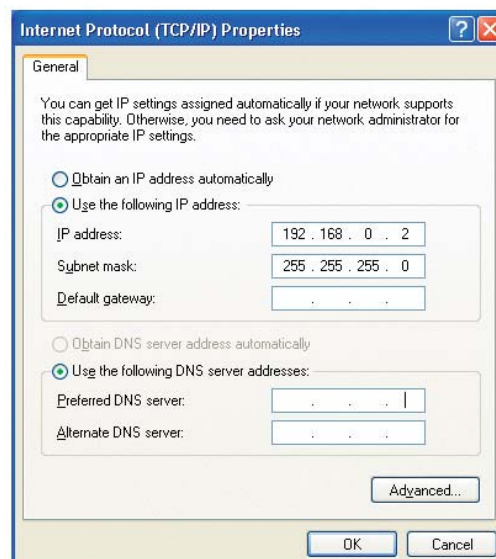 Internet Protocol (TCP/IP) Properties
General
You can get IP settings assigned automatically if your network supports
this capability. Otherwise, you need to ask your network administrator for
the appropriate IP settings.
Obtain an IP address automatically
Use the following IP address:
IP address: 192 . 168 . 0 . 2
Subnet mask: 255 . 255 . 255 . 0
Default gateway: . . .
Obtain DNS server address automatically
Use the following DNS server addresses:
Preferred DNS server: . . .
Alternate DNS server: . . .
Advanced...
OK Cancel